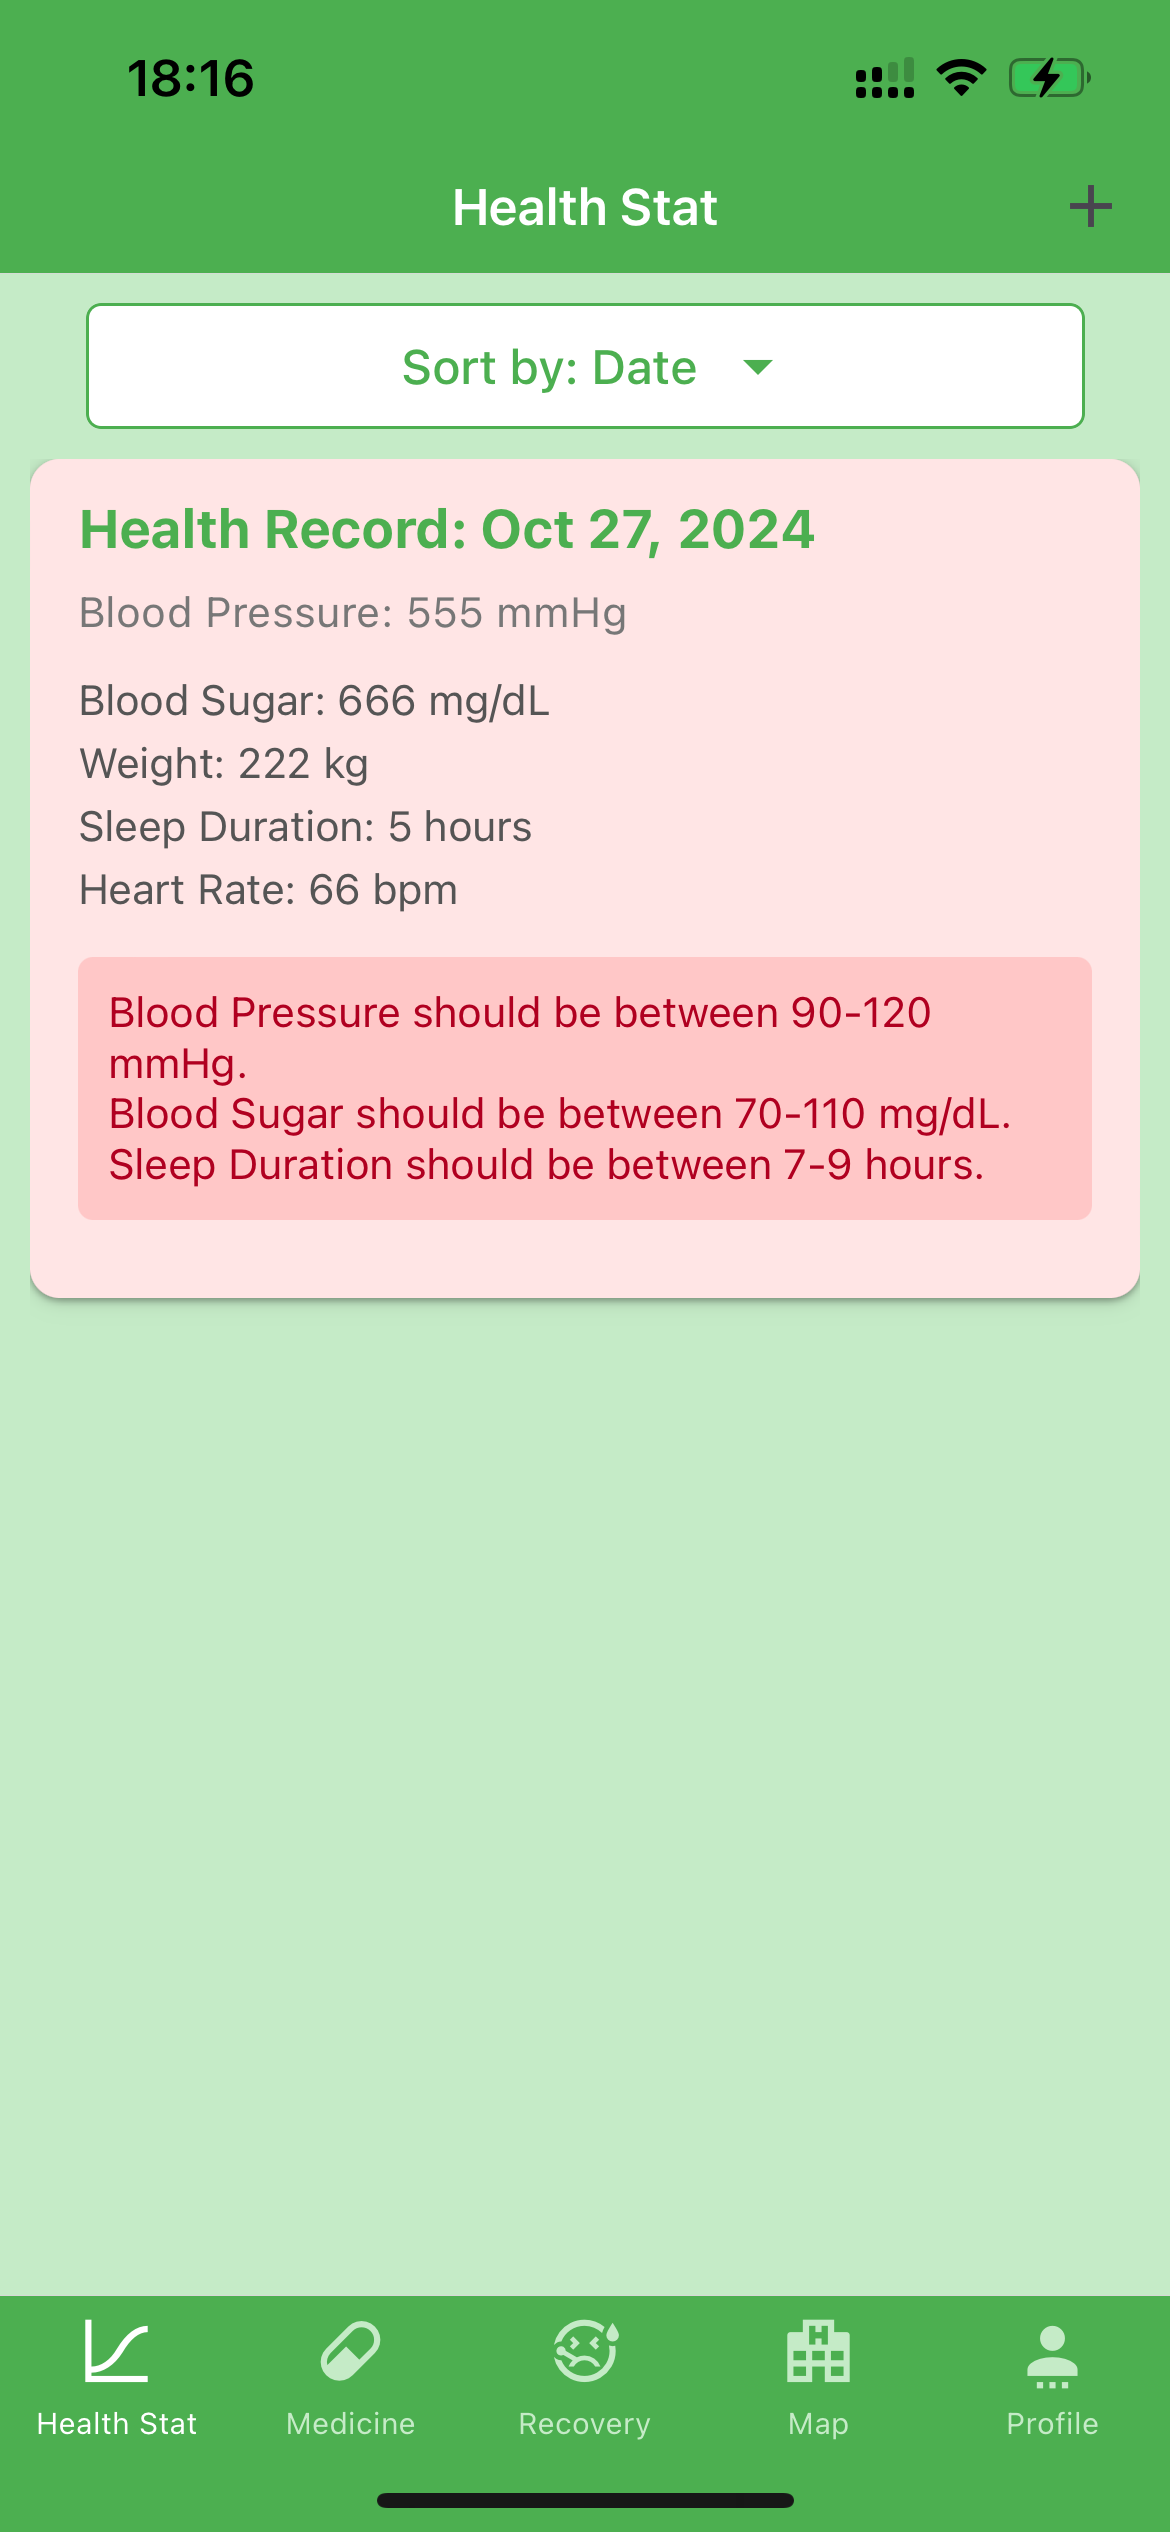 18:16
Health Stat
Sort by: Date
Health Record: Oct 27, 2024
Blood Pressure: 555 mmHg
Blood Sugar: 666 mg/dL
Weight: 222 kg
Sleep Duration: 5 hours
Heart Rate: 66 bpm
Blood Pressure should be between 90-120
mmHg.
Blood Sugar should be between 70-110 mg/dL.
Sleep Duration should be between 7-9 hours.
Health Stat
Medicine
Recovery
Map
Profile